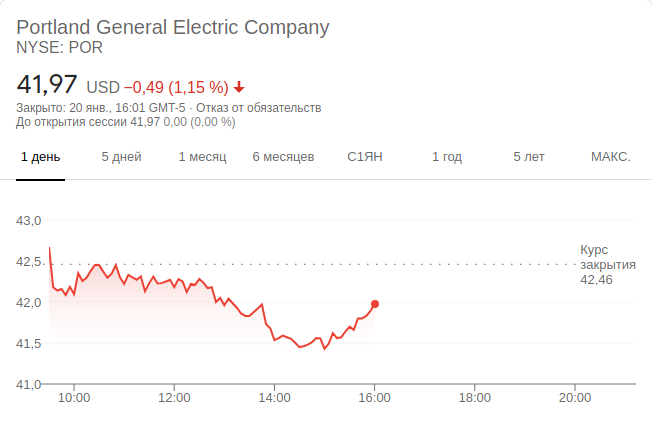 Portland General Electric Company
NYSE: POR
41,97 USD −0,49 (1,15 %)
Закрыто: 20 янв., 16:01 GMT-5 · Отказ от обязательств
До открытия сессии 41,97 0,00 (0,00 %)
1 день 5 дней 1 месяц 6 месяцев С1ЯН 1 год 5 лет МАКС.
43,0
42,5
42,0
41,5
41,0
Курс
закрытия
42,46
10:00 12:00 14:00 16:00 18:00 20:00